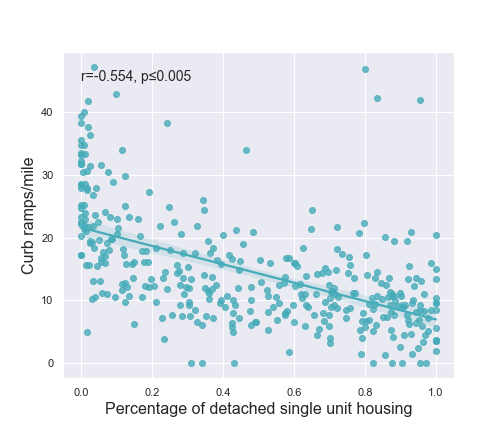 r=-0.554, p≤0.005
40
30
20
10
0
Curb ramps/mile
0.0 0.2 0.4 0.6 0.8 1.0
Percentage of detached single unit housing